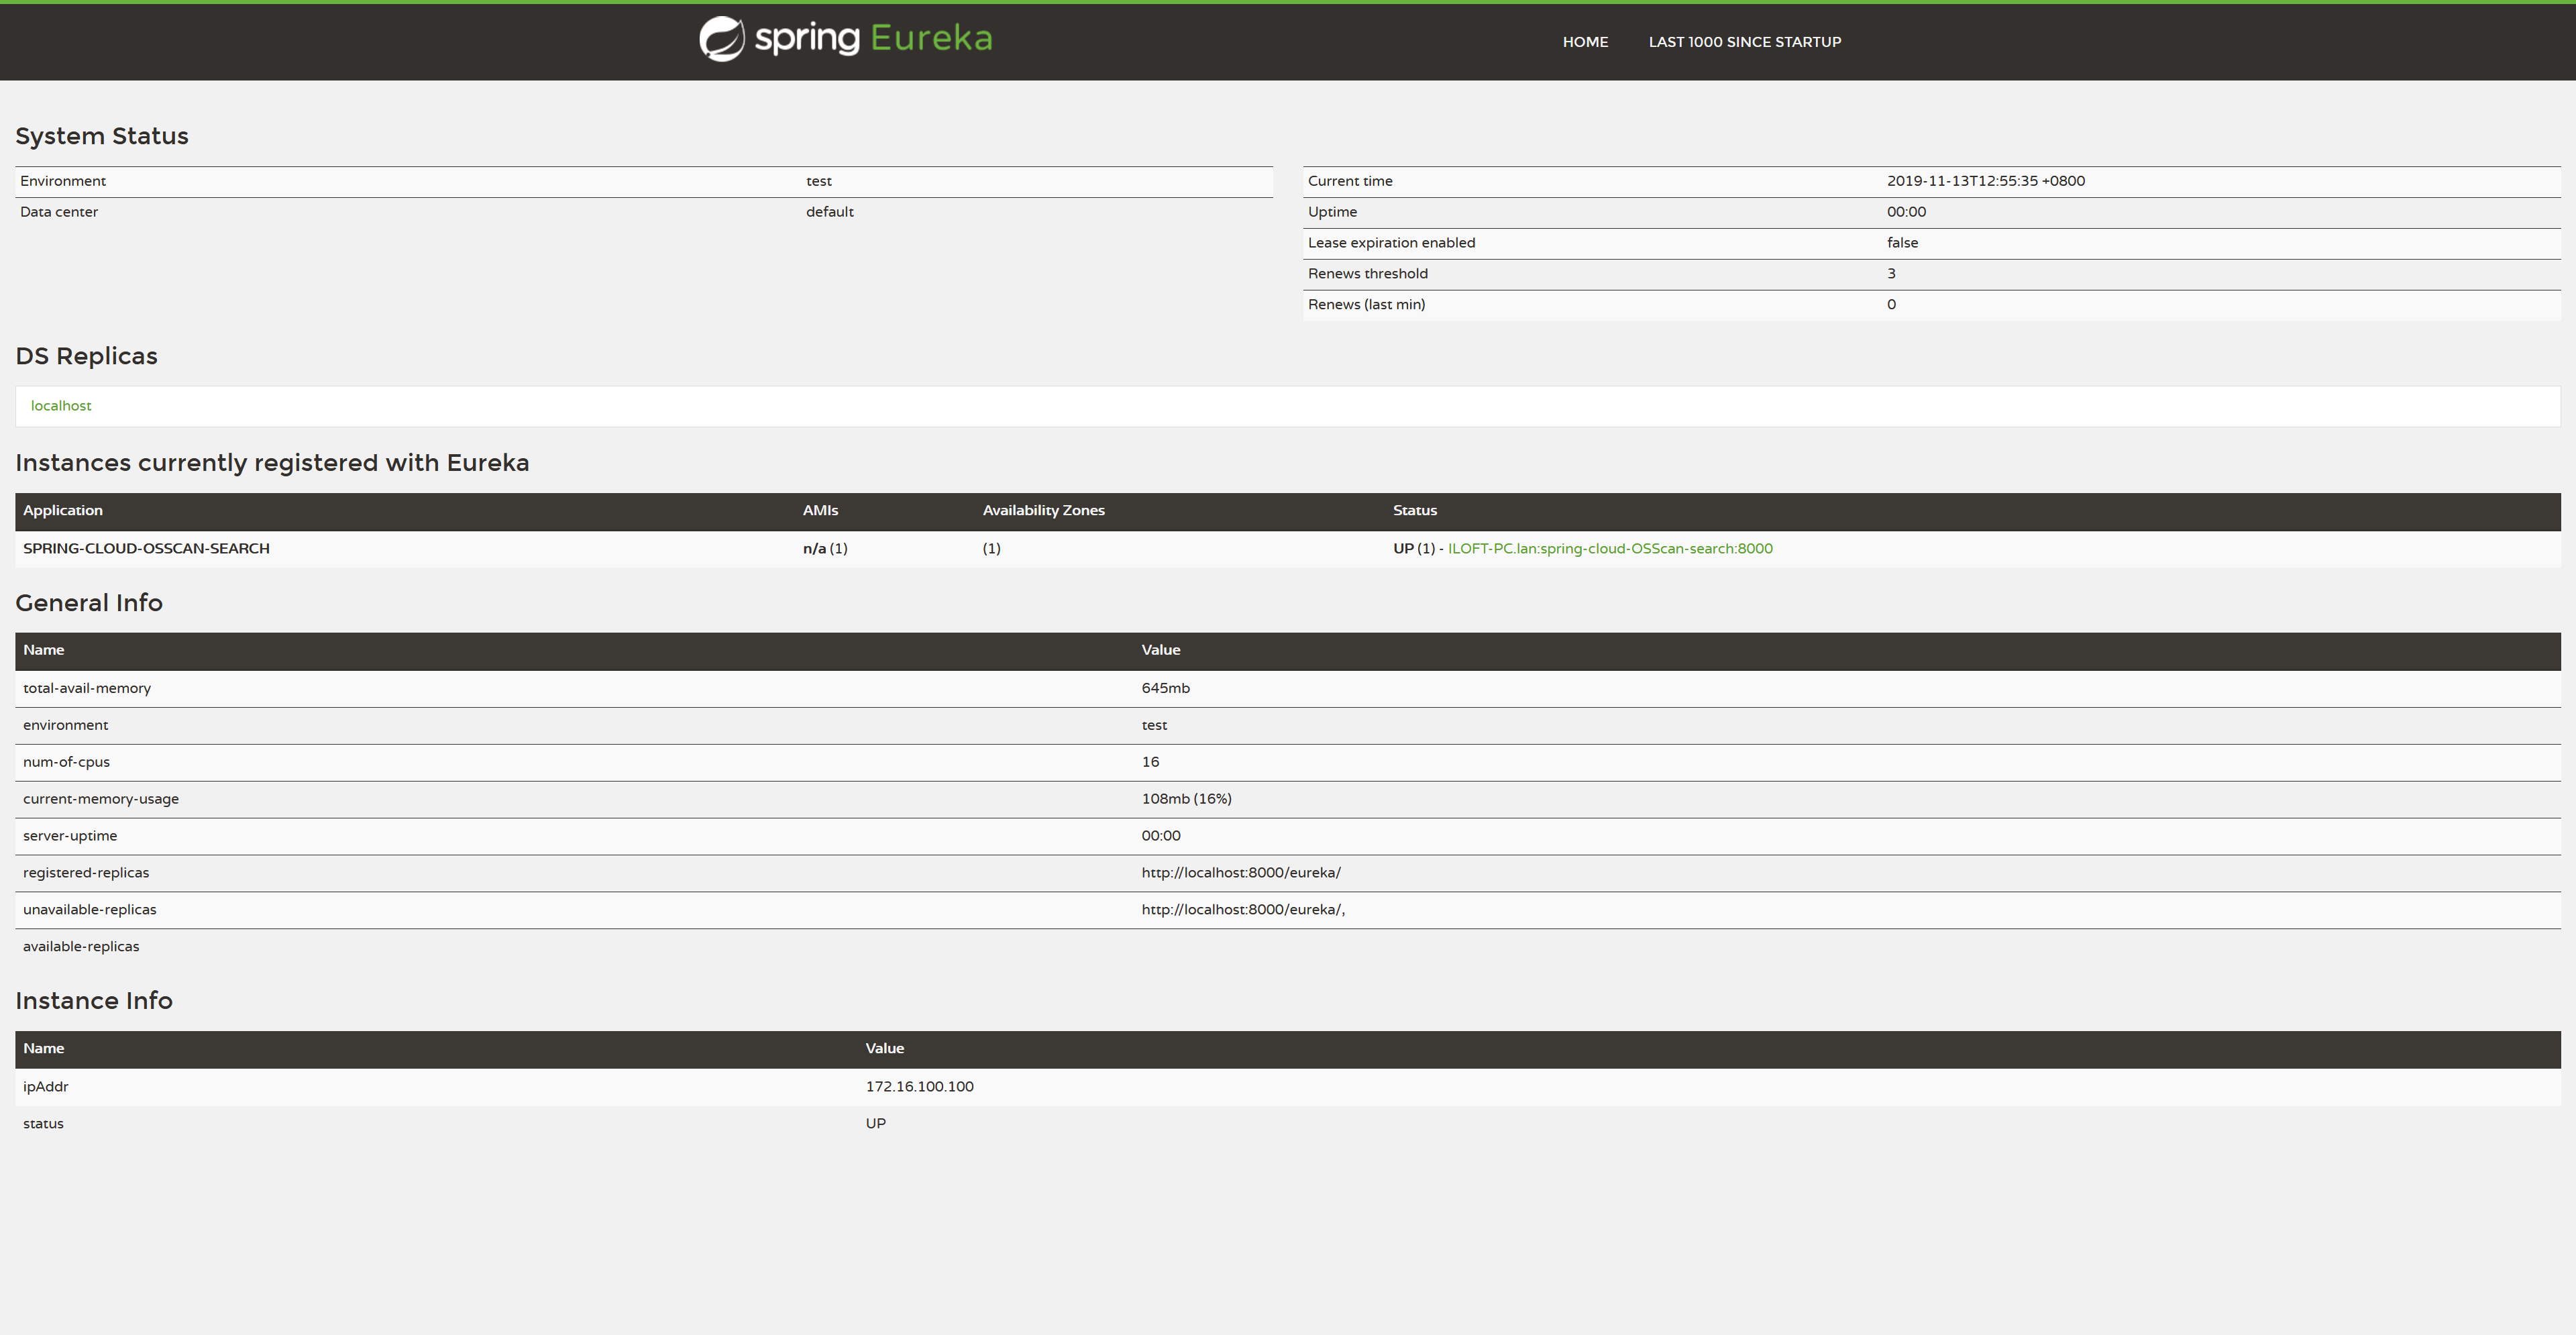 spring Eureka
HOME LAST 1000 SINCE STARTUP
System Status
Environment test
Data center default
Current time 2019-11-13T12:55:35 +0800
Uptime 00:00
Lease expiration enabled false
Renews threshold 3
Renews (last min) 0
DS Replicas
localhost
Instances currently registered with Eureka
Application AMIs Availability Zones Status
SPRING-CLOUD-OSSCAN-SEARCH n/a (1) (1) UP (1) - ILOFT-PC.lan:spring-cloud-OSScan-search:8000
General Info
Name Value
total-avail-memory 645mb
environment test
num-of-cpus 16
current-memory-usage 108mb (16%)
server-uptime 00:00
registered-replicas http://localhost:8000/eureka/
unavailable-replicas http://localhost:8000/eureka/,
available-replicas
Instance Info
Name Value
ipAddr 172.16.100.100
status UP